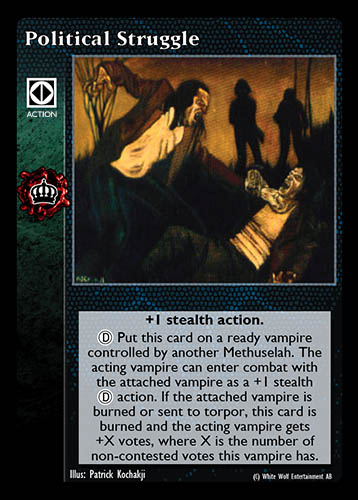 Political Struggle
ACTION
+1 stealth action.
Ⓓ Put this card on a ready vampire
controlled by another Methuselah. The
acting vampire can enter combat with
the attached vampire as a +1 stealth
Ⓓ action. If the attached vampire is
burned or sent to torpor, this card is
burned and the acting vampire gets
+X votes, where X is the number of
non-contested votes this vampire has.
Illus: Patrick Kochakji
(C) White Wolf Entertainment AB